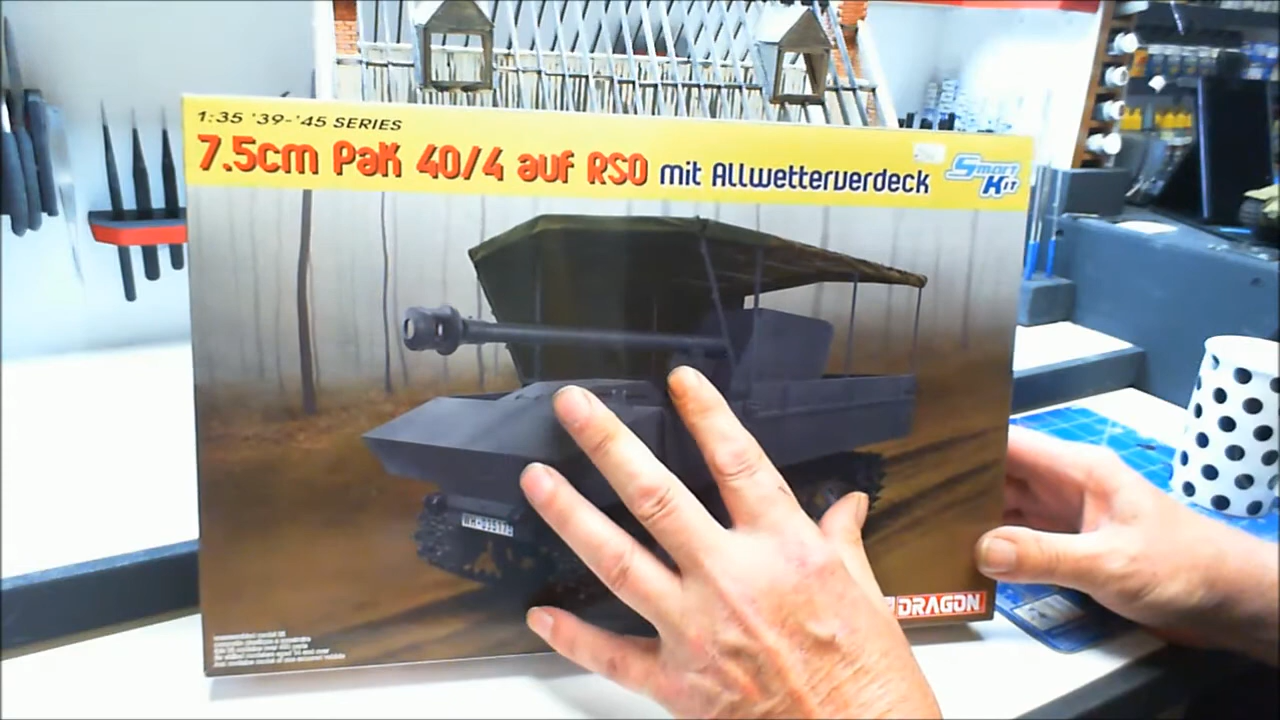 1:35 '39-'45 SERIES
7.5cm PaK 40/4 auf RSO mit Allwetterverdeck
Smart Kit
DRAGON